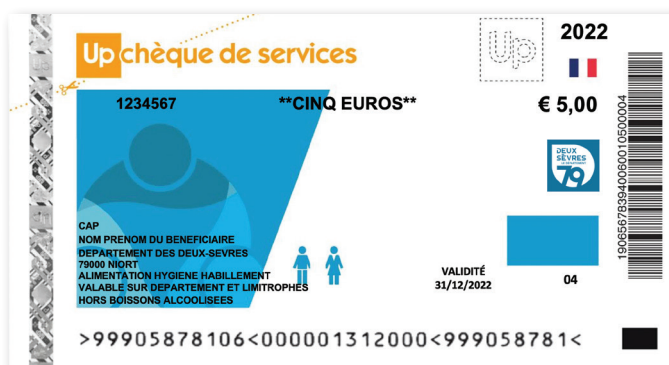 Up chèque de services
Up
2022
1234567
**CINQ EUROS**
€ 5,00
DEUX
SÈVRES
79
CAP
NOM PRENOM DU BENEFICIAIRE
DEPARTEMENT DES DEUX-SEVRES
79000 NIORT
ALIMENTATION HYGIENE HABILLEMENT
VALABLE SUR DEPARTEMENT ET LIMITROPHES
HORS BOISSONS ALCOOLISEES
VALIDITÉ
31/12/2022
04
190656783940060010500004
>99905878106<000001312000<999058781<